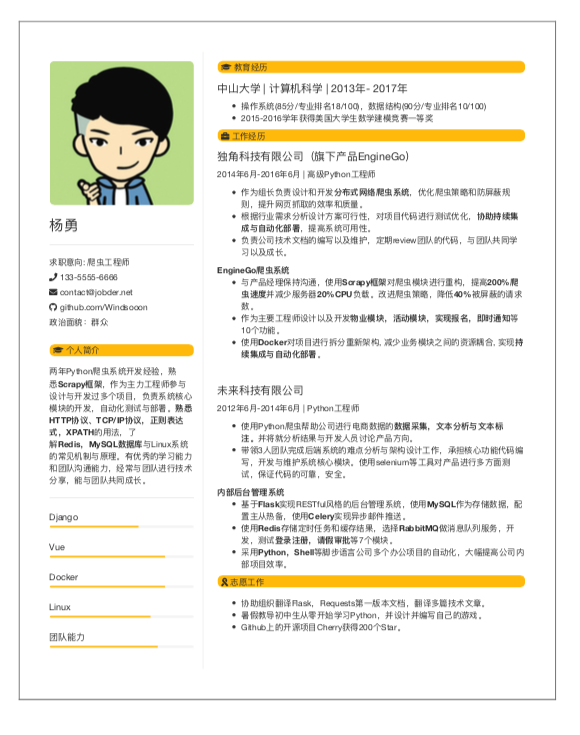 杨勇
求职意向: 爬虫工程师
133-5555-6666
contact@jobder.net
github.com/Windsooon
政治面貌：群众
个人简介
两年Python爬虫系统开发经验，熟
悉Scrapy框架，作为主力工程师参与
设计与开发过多个项目，负责系统核心
模块的开发，自动化测试与部署。熟悉
HTTP协议、TCP/IP协议，正则表达
式，XPATH的用法，了
解Redis，MySQL数据库与Linux系统
的常见机制与原理。有优秀的学习能力
和团队沟通能力，经常与团队进行技术
分享，能与团队共同成长。
Django
Vue
Docker
Linux
团队能力
教育经历
中山大学 | 计算机科学 | 2013年- 2017年
操作系统(85分/专业排名18/100)，数据结构(90分/专业排名10/100)
2015-2016学年获得美国大学生数学建模竞赛一等奖
工作经历
独角科技有限公司（旗下产品EngineGo）
2014年6月-2016年6月 | 高级Python工程师
作为组长负责设计和开发分布式网络爬虫系统，优化爬虫策略和防屏蔽规
则，提升网页抓取的效率和质量。
根据行业需求分析设计方案可行性，对项目代码进行测试优化，协助持续集
成与自动化部署，提高系统可用性。
负责公司技术文档的编写以及维护，定期review团队的代码，与团队共同学
习以及成长。
EngineGo爬虫系统
与产品经理保持沟通，使用Scrapy框架对爬虫模块进行重构，提高200%爬
虫速度并减少服务器20%CPU负载。改进爬虫策略，降低40%被屏蔽的请求
数。
作为主要工程师设计以及开发物业模块，活动模块，实现报名，即时通知等
10个功能。
使用Docker对项目进行拆分重新架构, 减少业务模块之间的资源耦合, 实现持
续集成与自动化部署。
未来科技有限公司
2012年6月-2014年6月 | Python工程师
使用Python爬虫帮助公司进行电商数据的数据采集，文本分析与文本标
注。并将就分析结果与开发人员讨论产品方向。
带领3人团队完成后端系统的难点分析与架构设计工作，承担核心功能代码编
写，开发与维护系统核心模块。使用selenium等工具对产品进行多方面测
试，保证代码的可靠，安全。
内部后台管理系统
基于Flask实现RESTful风格的后台管理系统，使用MySQL作为存储数据，配
置主从热备，使用Celery实现异步邮件推送。
使用Redis存储定时任务和缓存结果，选择RabbitMQ做消息队列服务，开
发，测试登录注册，请假审批等7个模块。
采用Python，Shell等脚步语言公司多个办公项目的自动化，大幅提高公司内
部项目效率。
志愿工作
协助组织翻译Flask，Requests第一版本文档，翻译多篇技术文章。
暑假教导初中生从零开始学习Python，并设计并编写自己的游戏。
Github上的开源项目Cherry获得200个Star。